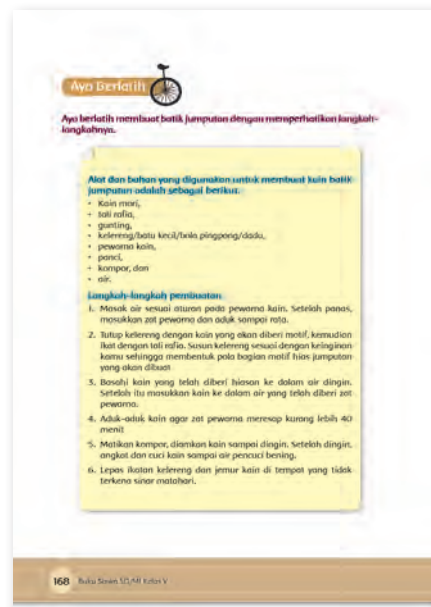 Ayo Berlatih
Ayo berlatih membuat batik jumputan dengan memperhatikan langkah-
langkahnya.
Alat dan bahan yang digunakan untuk membuat kain batik
jumputan adalah sebagai berikut.
• Kain mori,
• tali rafia,
• gunting,
• kelereng/batu kecil/bola pingpong/dadu,
• pewarna kain,
• panci,
• kompor, dan
• air.
Langkah-langkah pembuatan
1. Masak air sesuai aturan pada pewarna kain. Setelah panas,
masukkan zat pewarna dan aduk sampai rata.
2. Tutup kelereng dengan kain yang akan diberi motif, kemudian
ikat dengan tali rafia. Susun kelereng sesuai dengan keinginan
kamu sehingga membentuk pola bagian motif hias jumputan
yang akan dibuat
3. Basahi kain yang telah diberi hiasan ke dalam air dingin.
Setelah itu masukkan kain ke dalam air yang telah diberi zat
pewarna.
4. Aduk-aduk kain agar zat pewarna meresap kurang lebih 40
menit
5. Matikan kompor, diamkan kain sampai dingin. Setelah dingin,
angkat dan cuci kain sampai air pencuci bening.
6. Lepas ikatan kelereng dan jemur kain di tempat yang tidak
terkena sinar matahari.
168 Buku Siswa SD/MI Kelas V